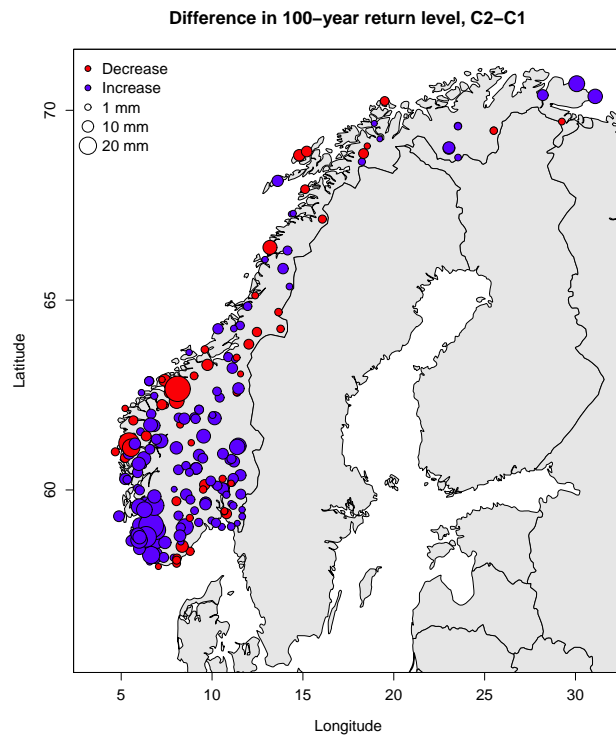 Difference in 100−year return level, C2−C1
Decrease
Increase
1 mm
10 mm
20 mm
70
65
60
Latitude
5 10 15 20 25 30
Longitude